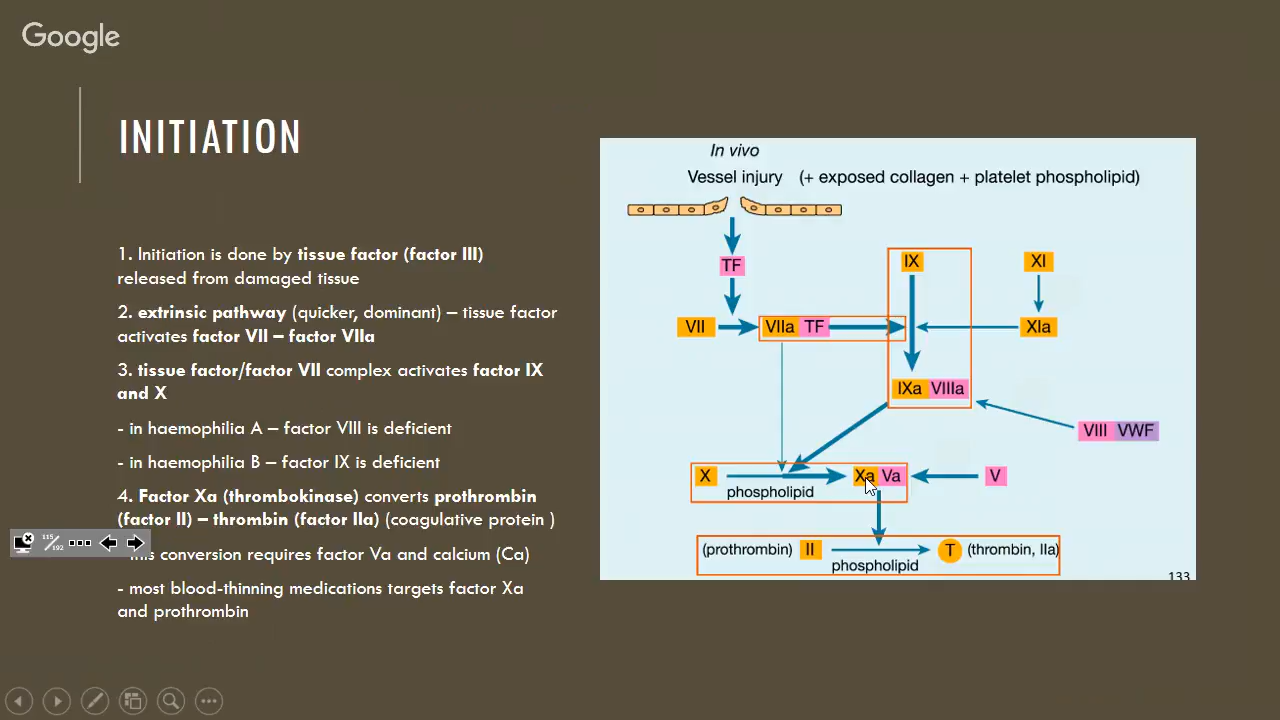 Google
INITIATION
1. Initiation is done by tissue factor (factor III)
released from damaged tissue
2. extrinsic pathway (quicker, dominant) – tissue factor
activates factor VII – factor VIIa
3. tissue factor/factor VII complex activates factor IX
and X
- in haemophilia A – factor VIII is deficient
- in haemophilia B – factor IX is deficient
4. Factor Xa (thrombokinase) converts prothrombin
(factor II) – thrombin (factor IIa) (coagulative protein )
conversion requires factor Va and calcium (Ca)
- most blood-thinning medications targets factor Xa
and prothrombin
115/192
In vivo
Vessel injury (+ exposed collagen + platelet phospholipid)
TF
IX
XI
VII
VIIa TF
XIa
IXa VIIIa
VIII VWF
X
Xa Va
V
phospholipid
(prothrombin) II
T (thrombin, IIa)
phospholipid
133